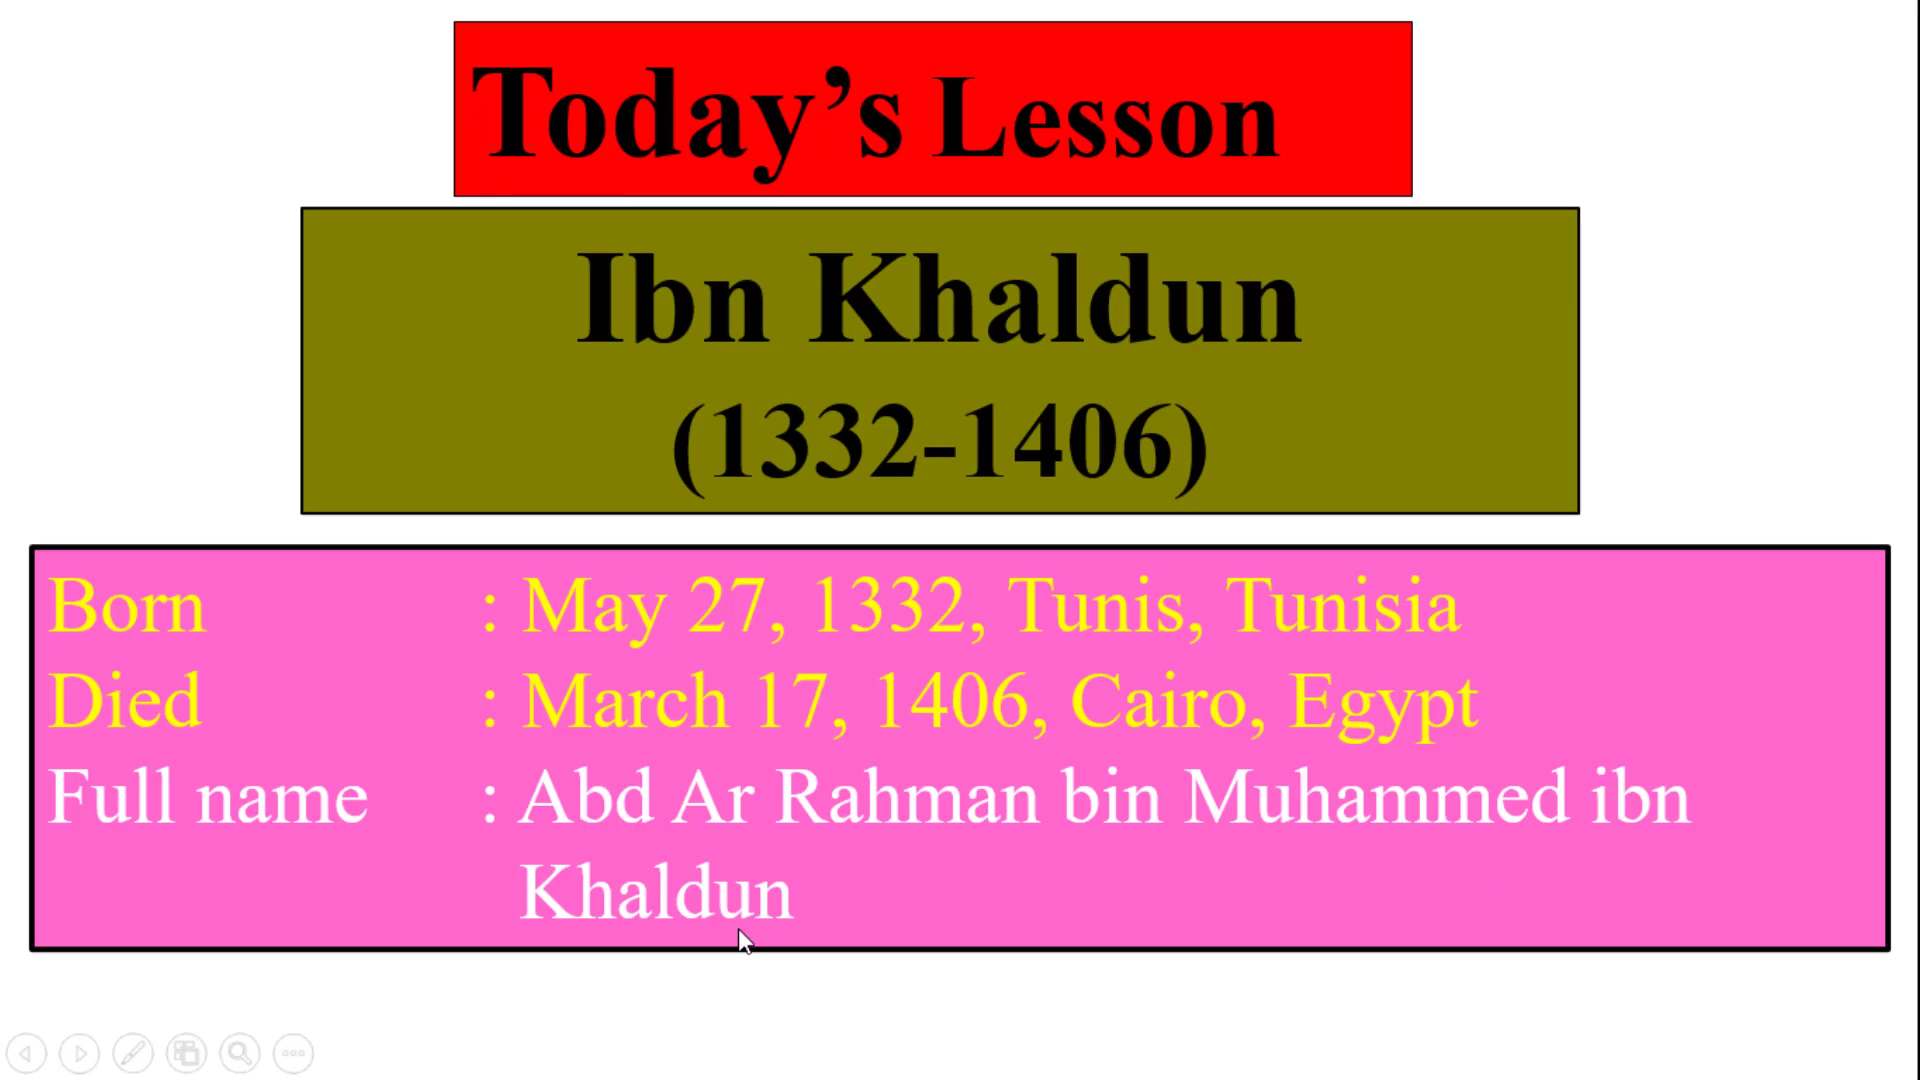 Today’s Lesson
Ibn Khaldun
(1332-1406)
Born : May 27, 1332, Tunis, Tunisia
Died : March 17, 1406, Cairo, Egypt
Full name : Abd Ar Rahman bin Muhammed ibn
Khaldun